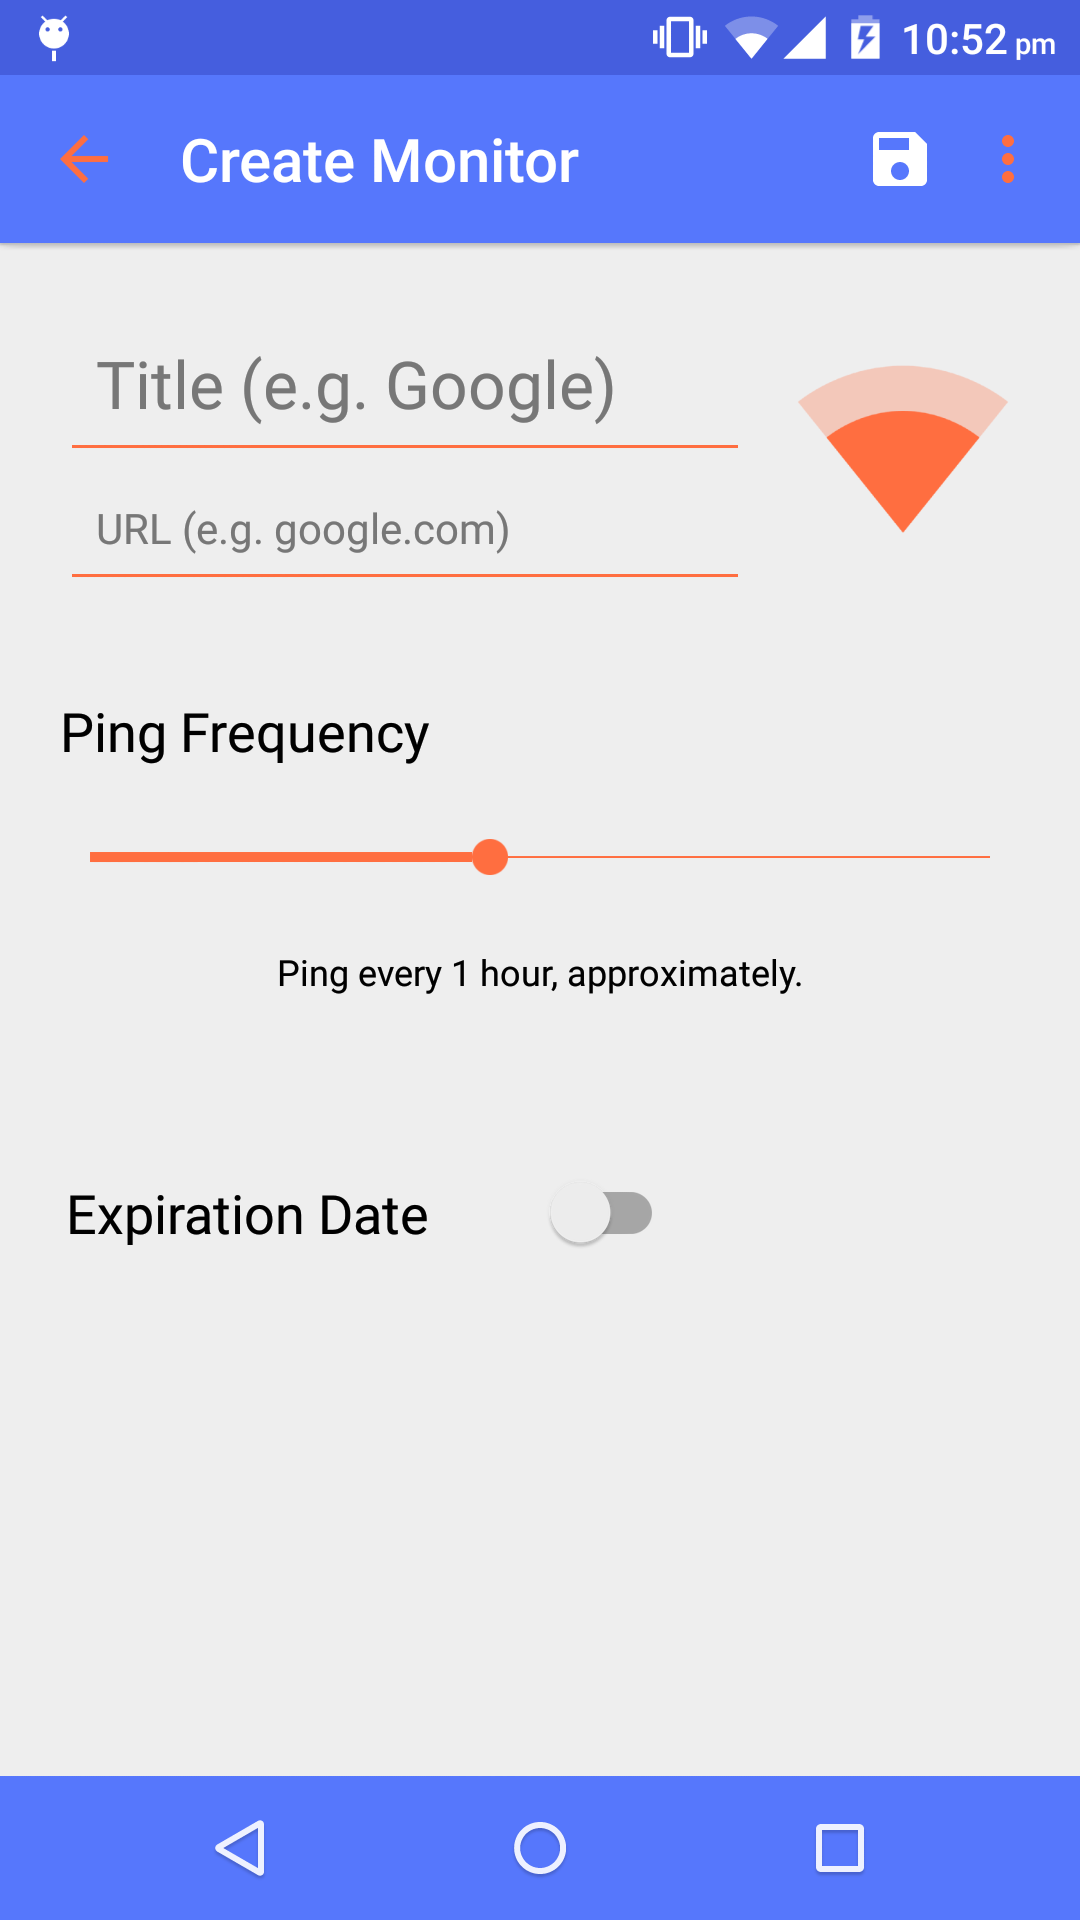 10:52 pm
Create Monitor
Title (e.g. Google)
URL (e.g. google.com)
Ping Frequency
Ping every 1 hour, approximately.
Expiration Date